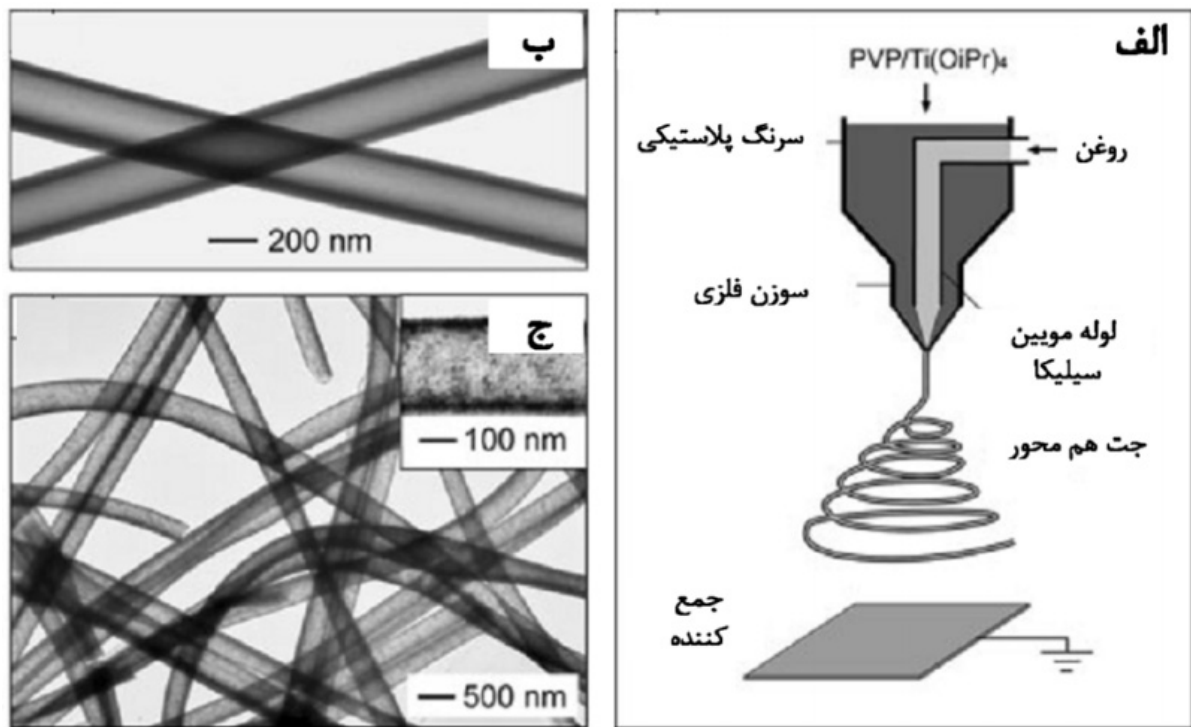 الف
PVP/Ti(OiPr)₄
سرنگ پلاستیکی
روغن
سوزن فلزی
لوله مویین
سیلیکا
جت هم محور
جمع
کننده
ب
200 nm
ج
100 nm
500 nm